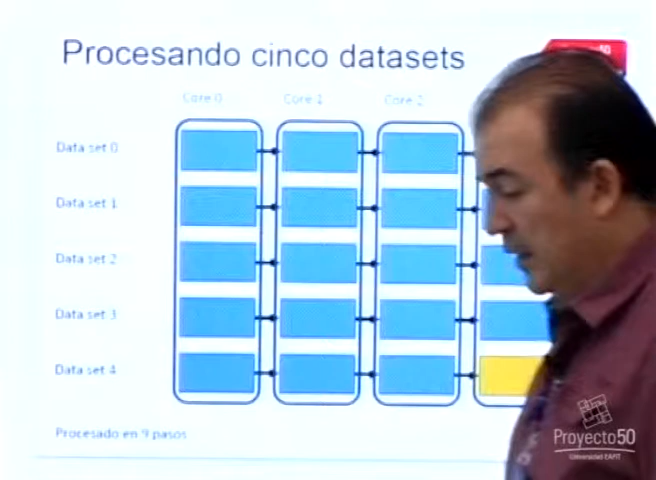 Procesando cinco datasets
Core 0 Core 1 Core 2
Data set 0
Data set 1
Data set 2
Data set 3
Data set 4
Procesado en 9 pasos
Proyecto50
Universidad EAFIT